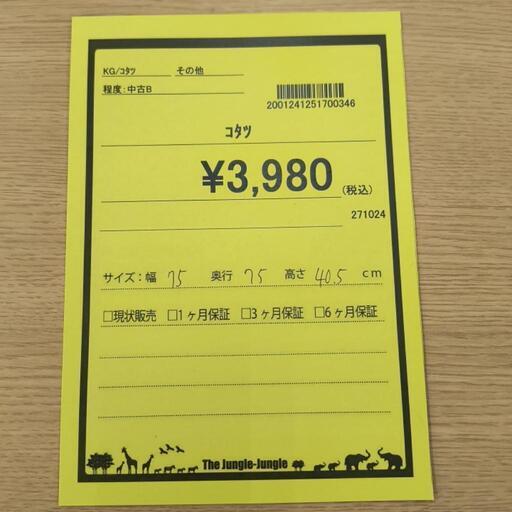 KG/ｺﾀﾂ その他
程度:中古B
2001241251700346
ｺﾀﾂ
¥3,980 (税込)
271024
サイズ:幅 75 奥行 75 高さ 40.5 cm
□現状販売 □1ヶ月保証 □3ヶ月保証 □6ヶ月保証
The Jungle-Jungle